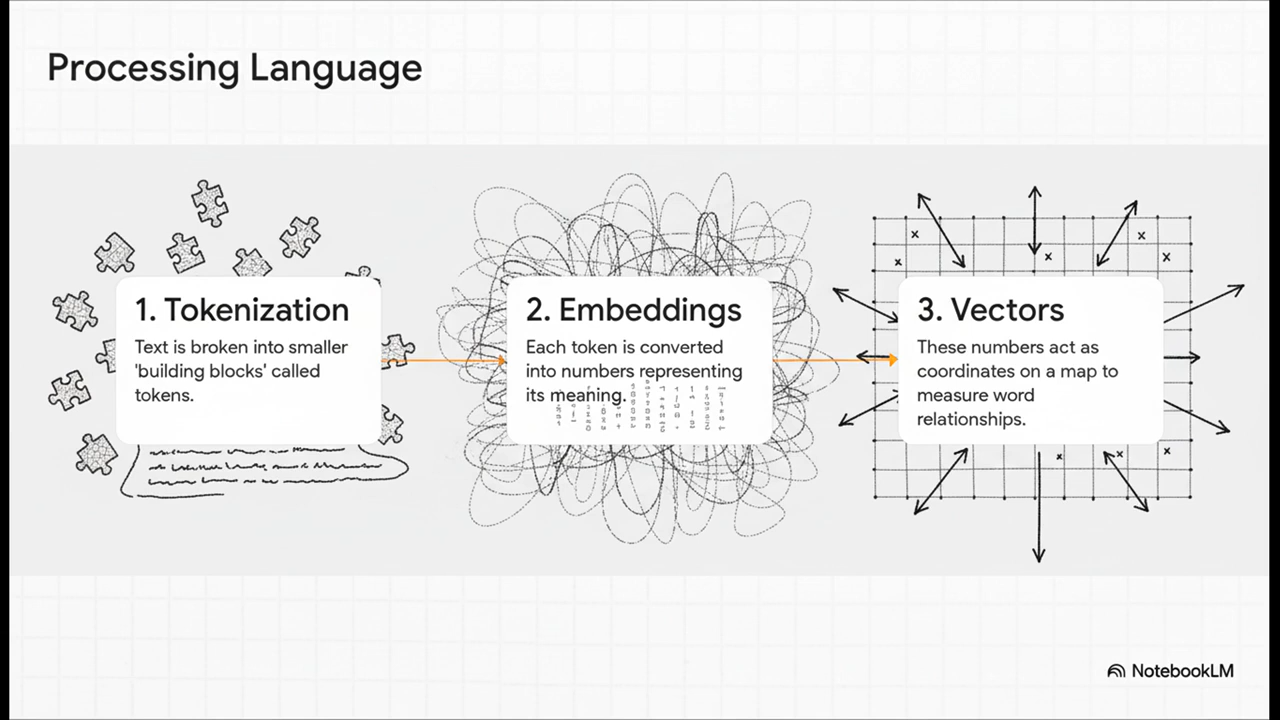 Processing Language
1. Tokenization
Text is broken into smaller
'building blocks' called
tokens.
2. Embeddings
Each token is converted
into numbers representing
its meaning.
3. Vectors
These numbers act as
coordinates on a map to
measure word
relationships.
NotebookLM